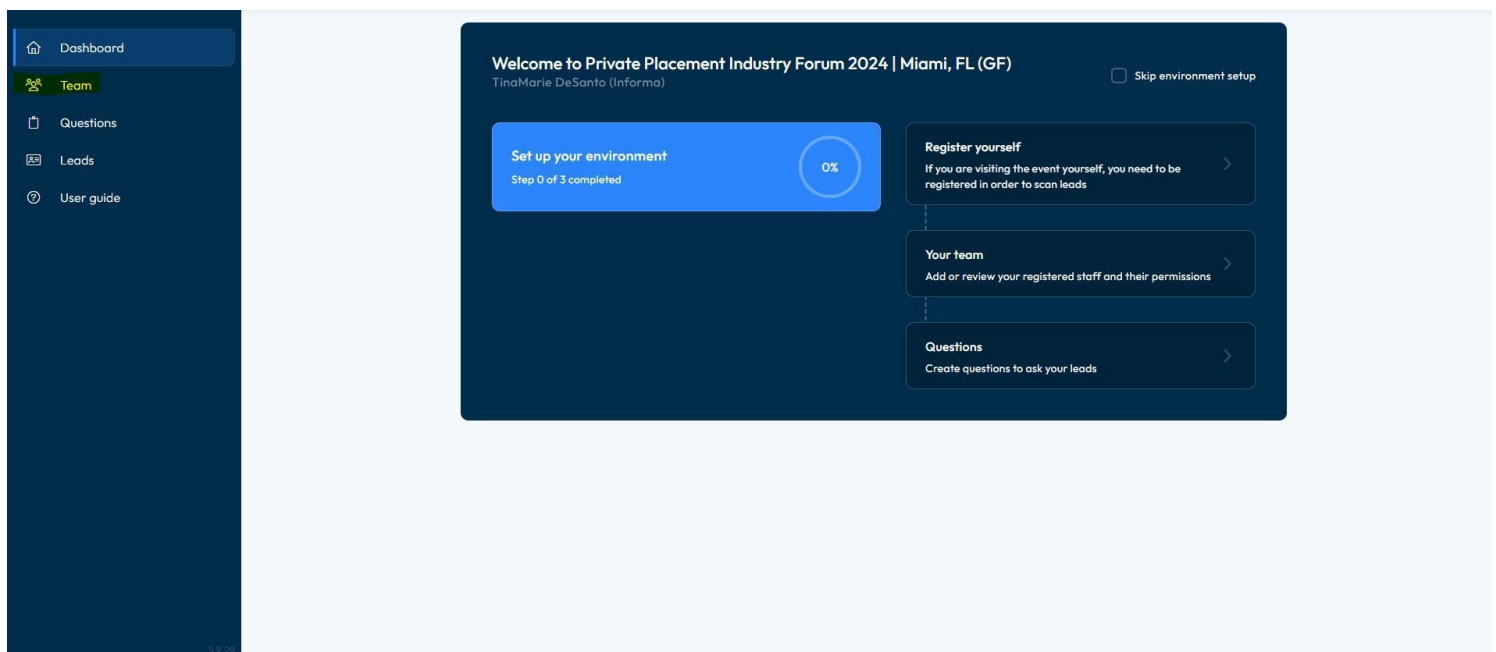 Dashboard
Team
Questions
Leads
User guide
Welcome to Private Placement Industry Forum 2024 | Miami, FL (GF)
TinaMarie DeSanto (Informa)
Skip environment setup
Set up your environment
Step 0 of 3 completed
0%
Register yourself
If you are visiting the event yourself, you need to be
registered in order to scan leads
Your team
Add or review your registered staff and their permissions
Questions
Create questions to ask your leads
5.9.29